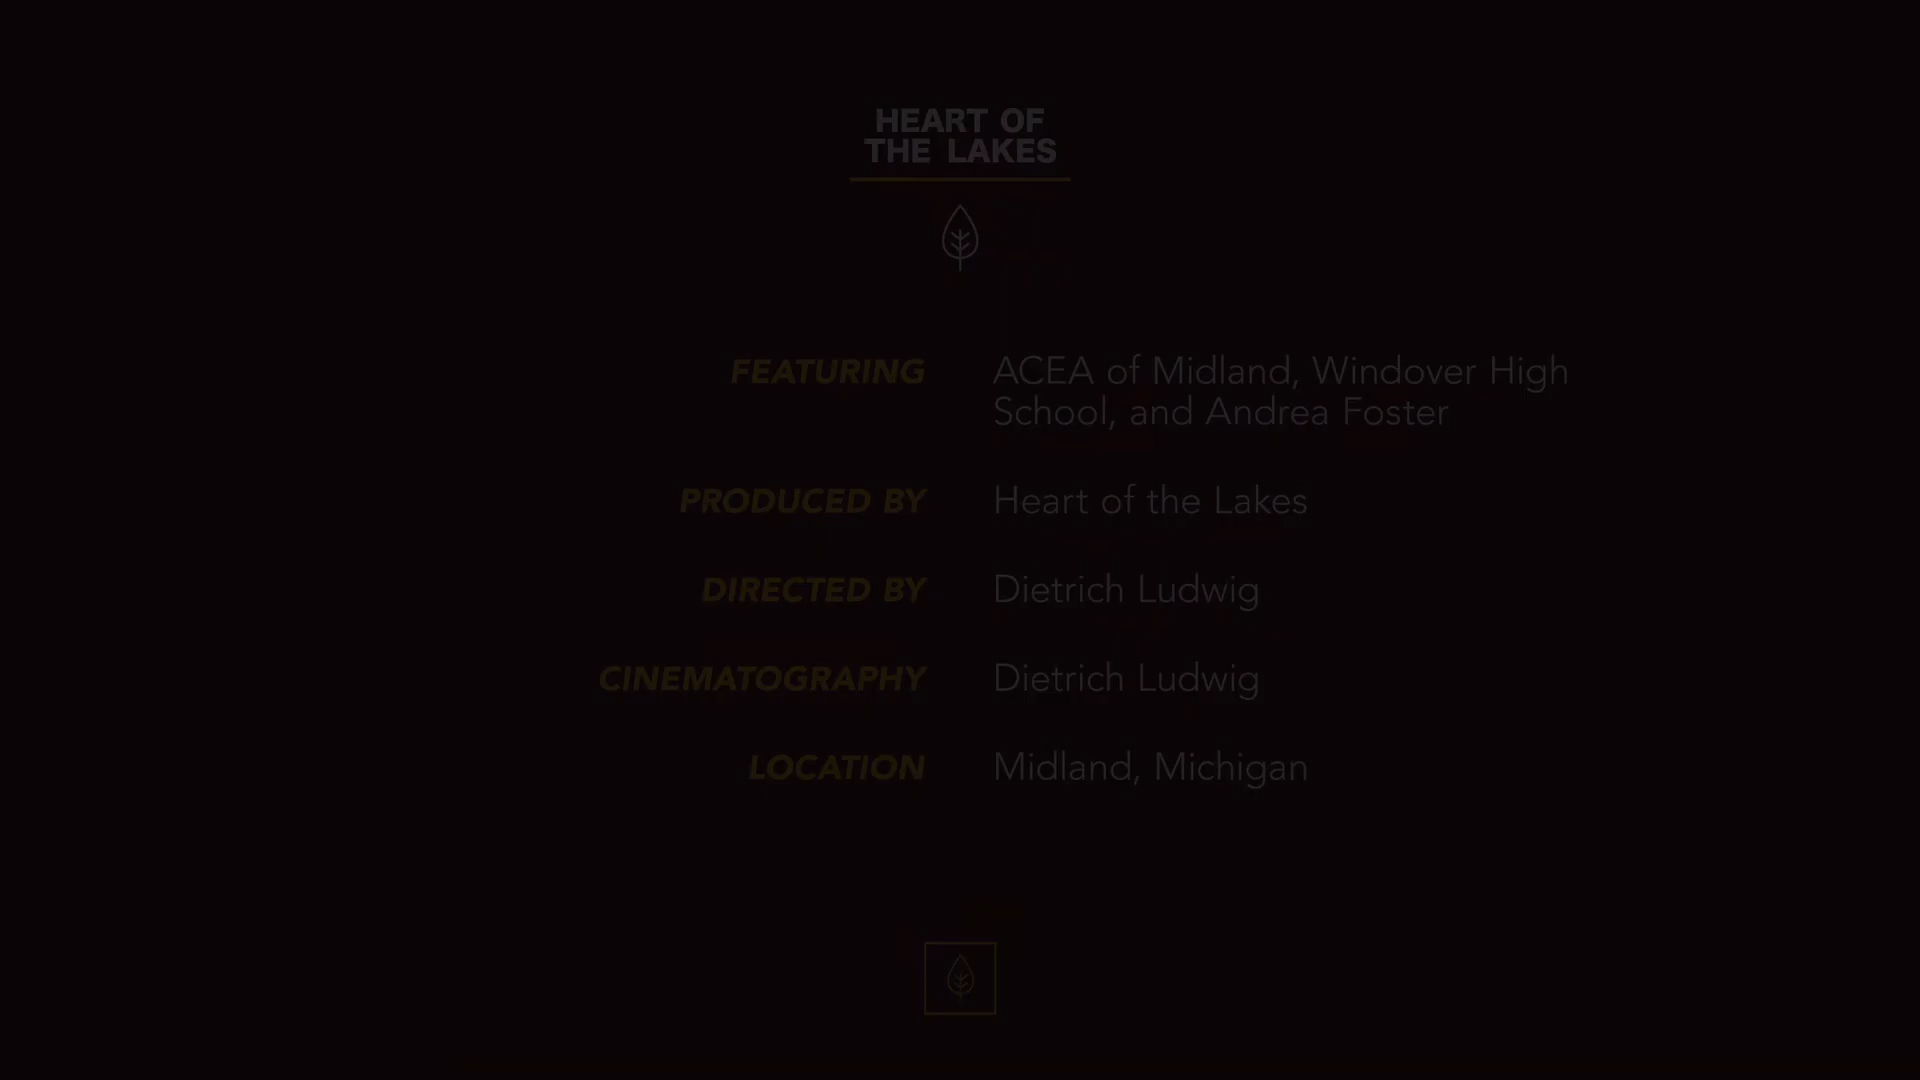 HEART OF
THE LAKES
FEATURING ACEA of Midland, Windover High
School, and Andrea Foster
PRODUCED BY Heart of the Lakes
DIRECTED BY Dietrich Ludwig
CINEMATOGRAPHY Dietrich Ludwig
LOCATION Midland, Michigan